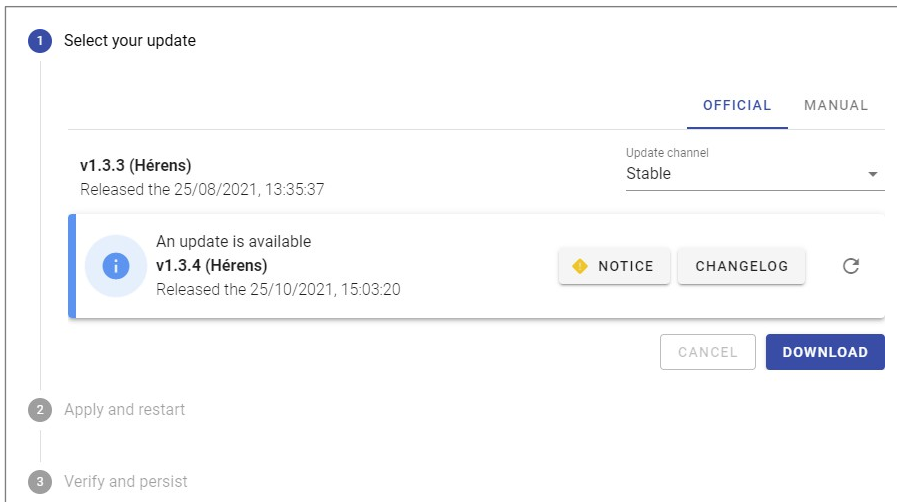 1 Select your update
OFFICIAL MANUAL
v1.3.3 (Hérens)
Released the 25/08/2021, 13:35:37
Update channel
Stable
An update is available
v1.3.4 (Hérens)
Released the 25/10/2021, 15:03:20
NOTICE CHANGELOG
CANCEL DOWNLOAD
2 Apply and restart
3 Verify and persist